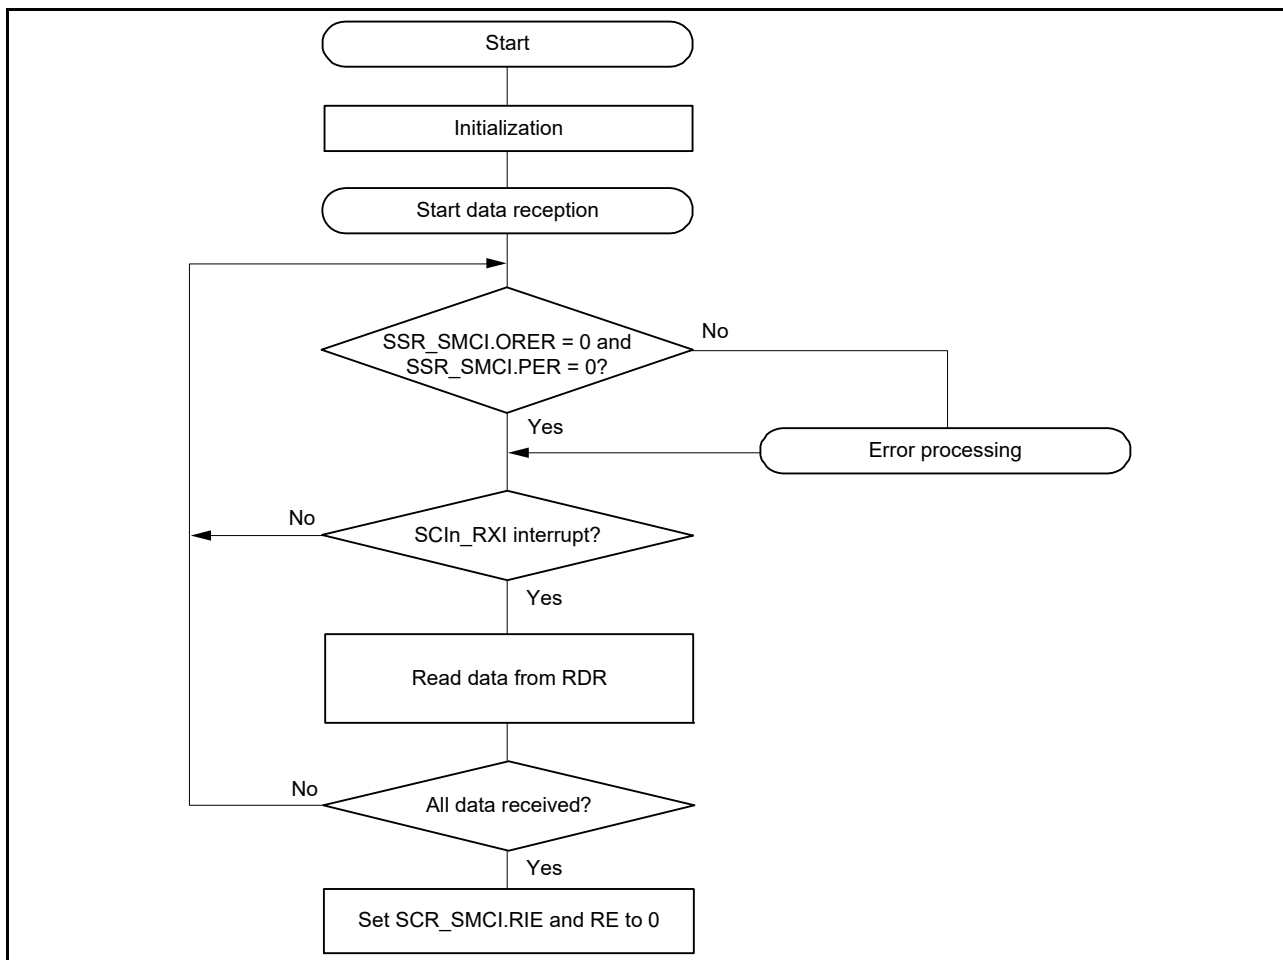 Start
Initialization
Start data reception
SSR_SMCI.ORER = 0 and
SSR_SMCI.PER = 0?
No
Yes
Error processing
SCIn_RXI interrupt?
No
Yes
Read data from RDR
All data received?
No
Yes
Set SCR_SMCI.RIE and RE to 0